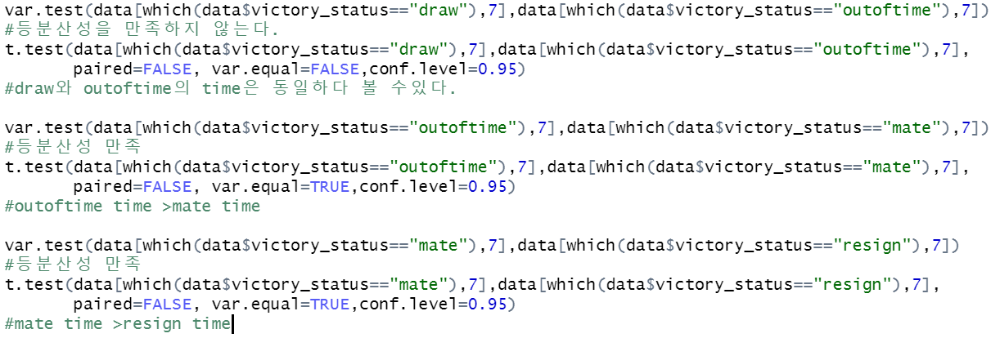 var.test(data[which(data$victory_status=="draw"),7],data[which(data$victory_status=="outoftime"),7])
#등분산성을 만족하지 않는다.
t.test(data[which(data$victory_status=="draw"),7],data[which(data$victory_status=="outoftime"),7],
paired=FALSE, var.equal=FALSE,conf.level=0.95)
#draw와 outoftime의 time은 동일하다 볼 수있다.
var.test(data[which(data$victory_status=="outoftime"),7],data[which(data$victory_status=="mate"),7])
#등분산성 만족
t.test(data[which(data$victory_status=="outoftime"),7],data[which(data$victory_status=="mate"),7],
paired=FALSE, var.equal=TRUE,conf.level=0.95)
#outoftime time >mate time
var.test(data[which(data$victory_status=="mate"),7],data[which(data$victory_status=="resign"),7])
#등분산성 만족
t.test(data[which(data$victory_status=="mate"),7],data[which(data$victory_status=="resign"),7],
paired=FALSE, var.equal=TRUE,conf.level=0.95)
#mate time >resign time